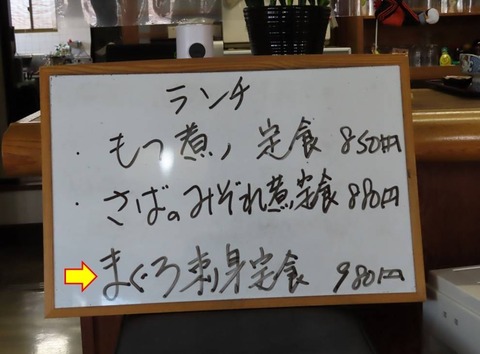 ランチ
・もつ煮ノ定食 850円
・さば。みぞれ煮定食 880円
まぐろ刺身定食 980円